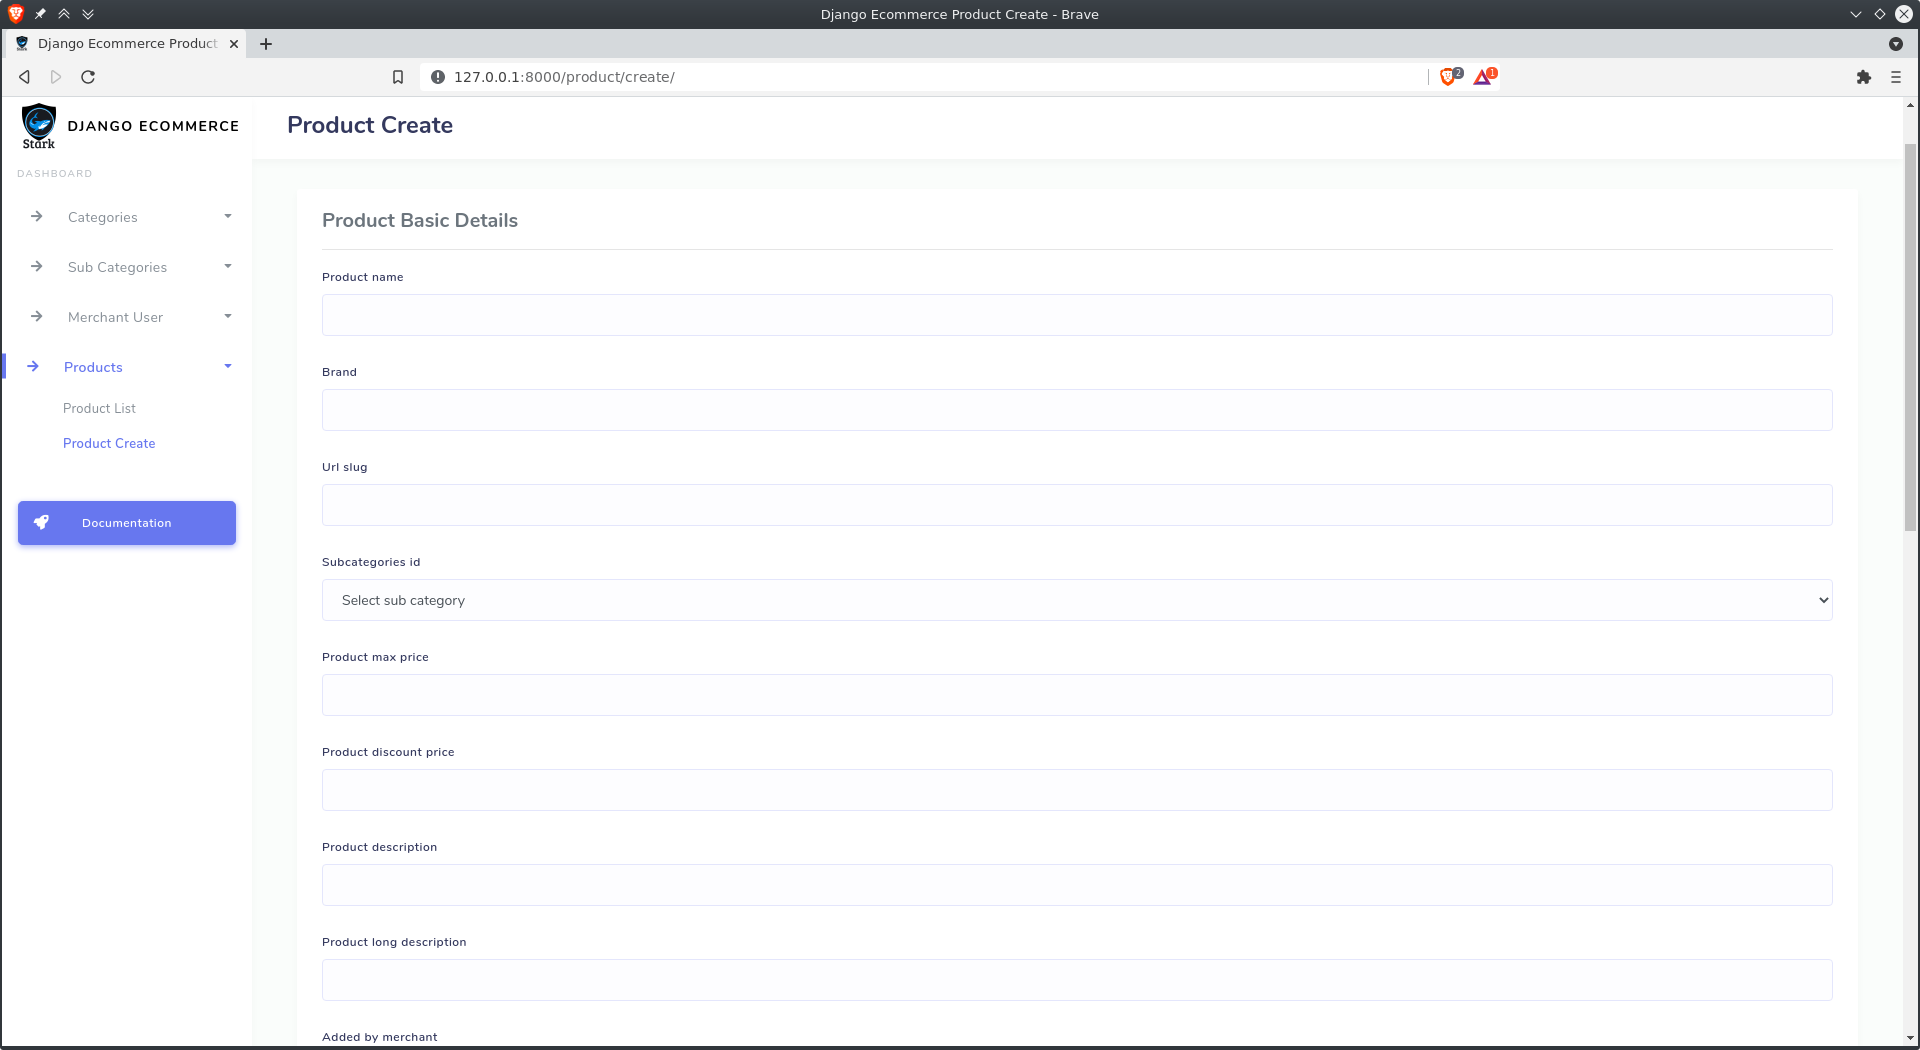 Django Ecommerce Product Create - Brave
Django Ecommerce Product
127.0.0.1:8000/product/create/
2
1
Stark
DJANGO ECOMMERCE
DASHBOARD
Categories
Sub Categories
Merchant User
Products
Product List
Product Create
Documentation
Product Create
Product Basic Details
Product name
Brand
Url slug
Subcategories id
Select sub category
Product max price
Product discount price
Product description
Product long description
Added by merchant